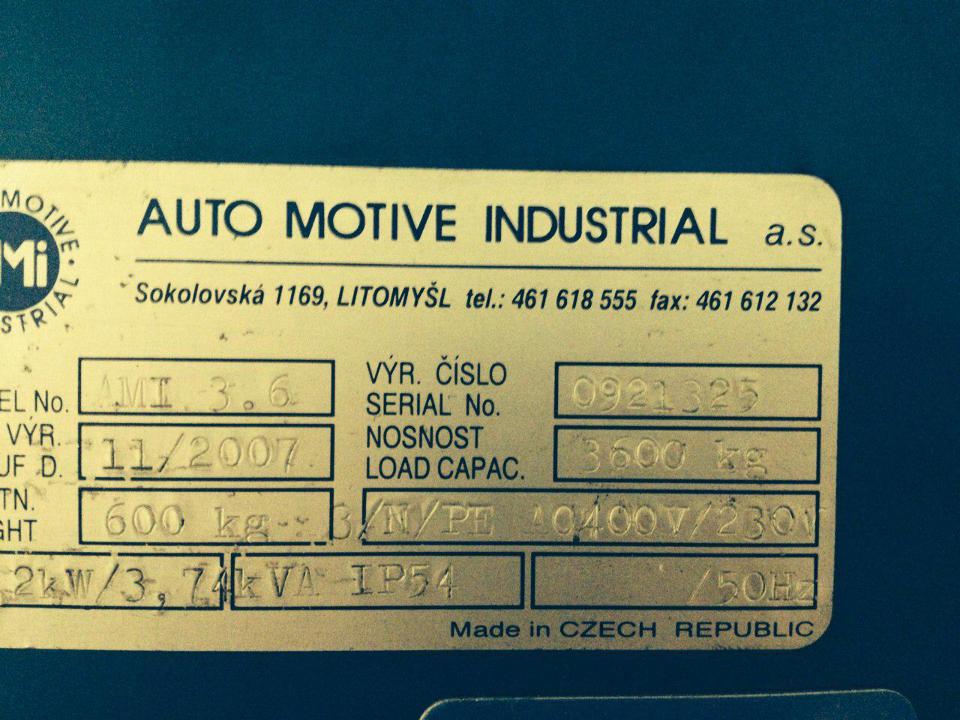 MOTIVE · STRIAL
Mi
AUTO MOTIVE INDUSTRIAL a.s.
Sokolovská 1169, LITOMYŠL tel.: 461 618 555 fax: 461 612 132
EL No. AMI 3.6
VÝR. ČÍSLO
SERIAL No. 0921325
VÝR.
UF D. 11/2007
NOSNOST
LOAD CAPAC. 3600 kg
TN.
GHT 600 kg 3/N/PE 400V/230V
2kW/3,74kVA IP54 /50Hz
Made in CZECH REPUBLIC